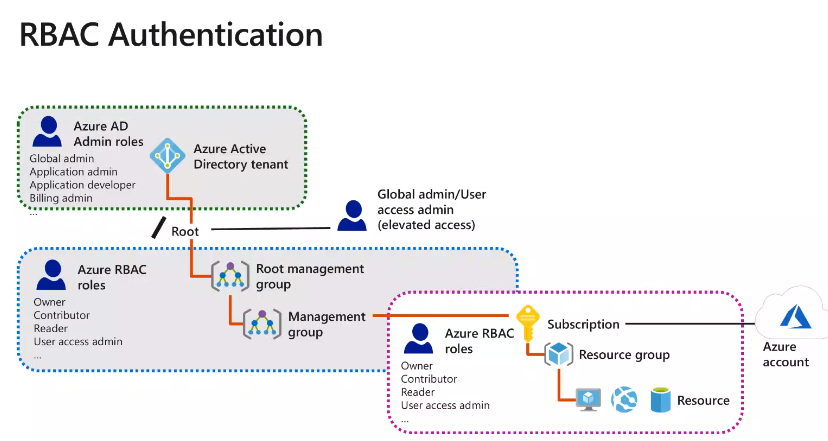 RBAC Authentication
Azure AD
Admin roles
Global admin
Application admin
Application developer
Billing admin
...
Azure Active
Directory tenant
Global admin/User
access admin
(elevated access)
/ Root
Azure RBAC
roles
Owner
Contributor
Reader
User access admin
...
Root management
group
Management
group
Azure RBAC
roles
Owner
Contributor
Reader
User access admin
...
Subscription
Resource group
Resource
Azure
account